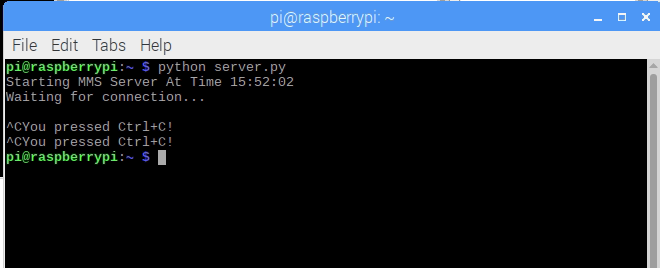 pi@raspberrypi: ~
File Edit Tabs Help
pi@raspberrypi:~ $ python server.py
Starting MMS Server At Time 15:52:02
Waiting for connection...
^CYou pressed Ctrl+C!
^CYou pressed Ctrl+C!
pi@raspberrypi:~ $